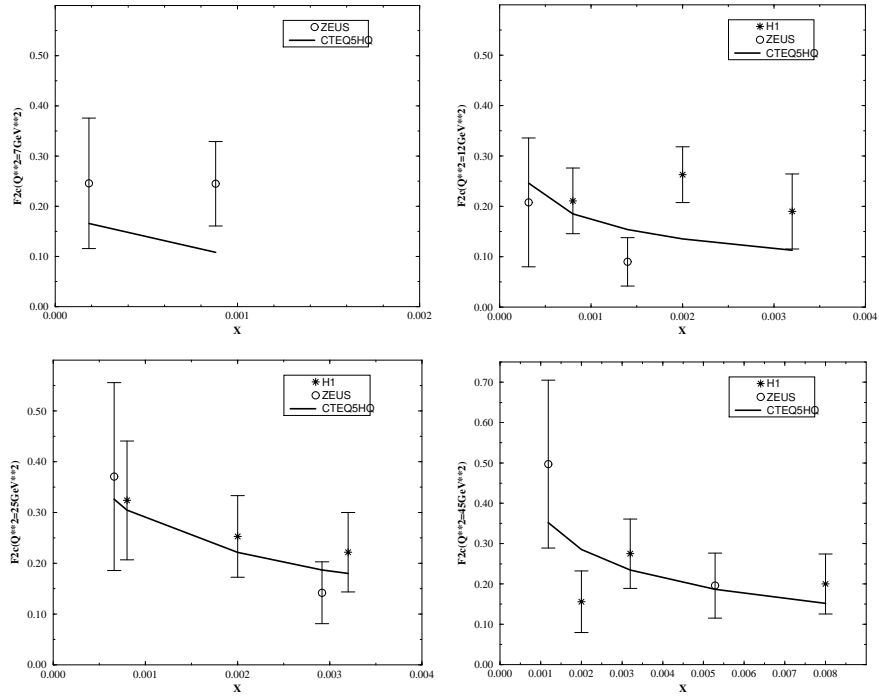 0.60
0.50
0.40
0.30
0.20
0.10
0.00
F2c(Q**2=7GeV**2)
ZEUS
CTEQ5HQ
0.000 0.001 0.002
X
0.60
0.50
0.40
0.30
0.20
0.10
0.00
F2c(Q**2=12GeV**2)
H1
ZEUS
CTEQ5HQ
0.000 0.001 0.002 0.003 0.004
X
0.50
0.40
0.30
0.20
0.10
0.00
F2c(Q**2=25GeV**2)
H1
ZEUS
CTEQ5HQ
0.000 0.001 0.002 0.003 0.004
X
0.70
0.60
0.50
0.40
0.30
0.20
0.10
0.00
F2c(Q**2=45GeV**2)
H1
ZEUS
CTEQ5HQ
0.000 0.001 0.002 0.003 0.004 0.005 0.006 0.007 0.008
X